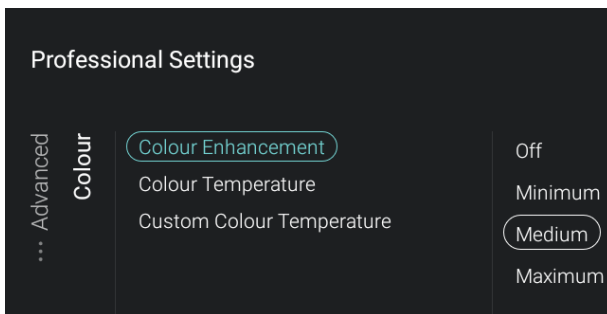 Professional Settings
... Advanced
Colour
Colour Enhancement
Colour Temperature
Custom Colour Temperature
Off
Minimum
Medium
Maximum